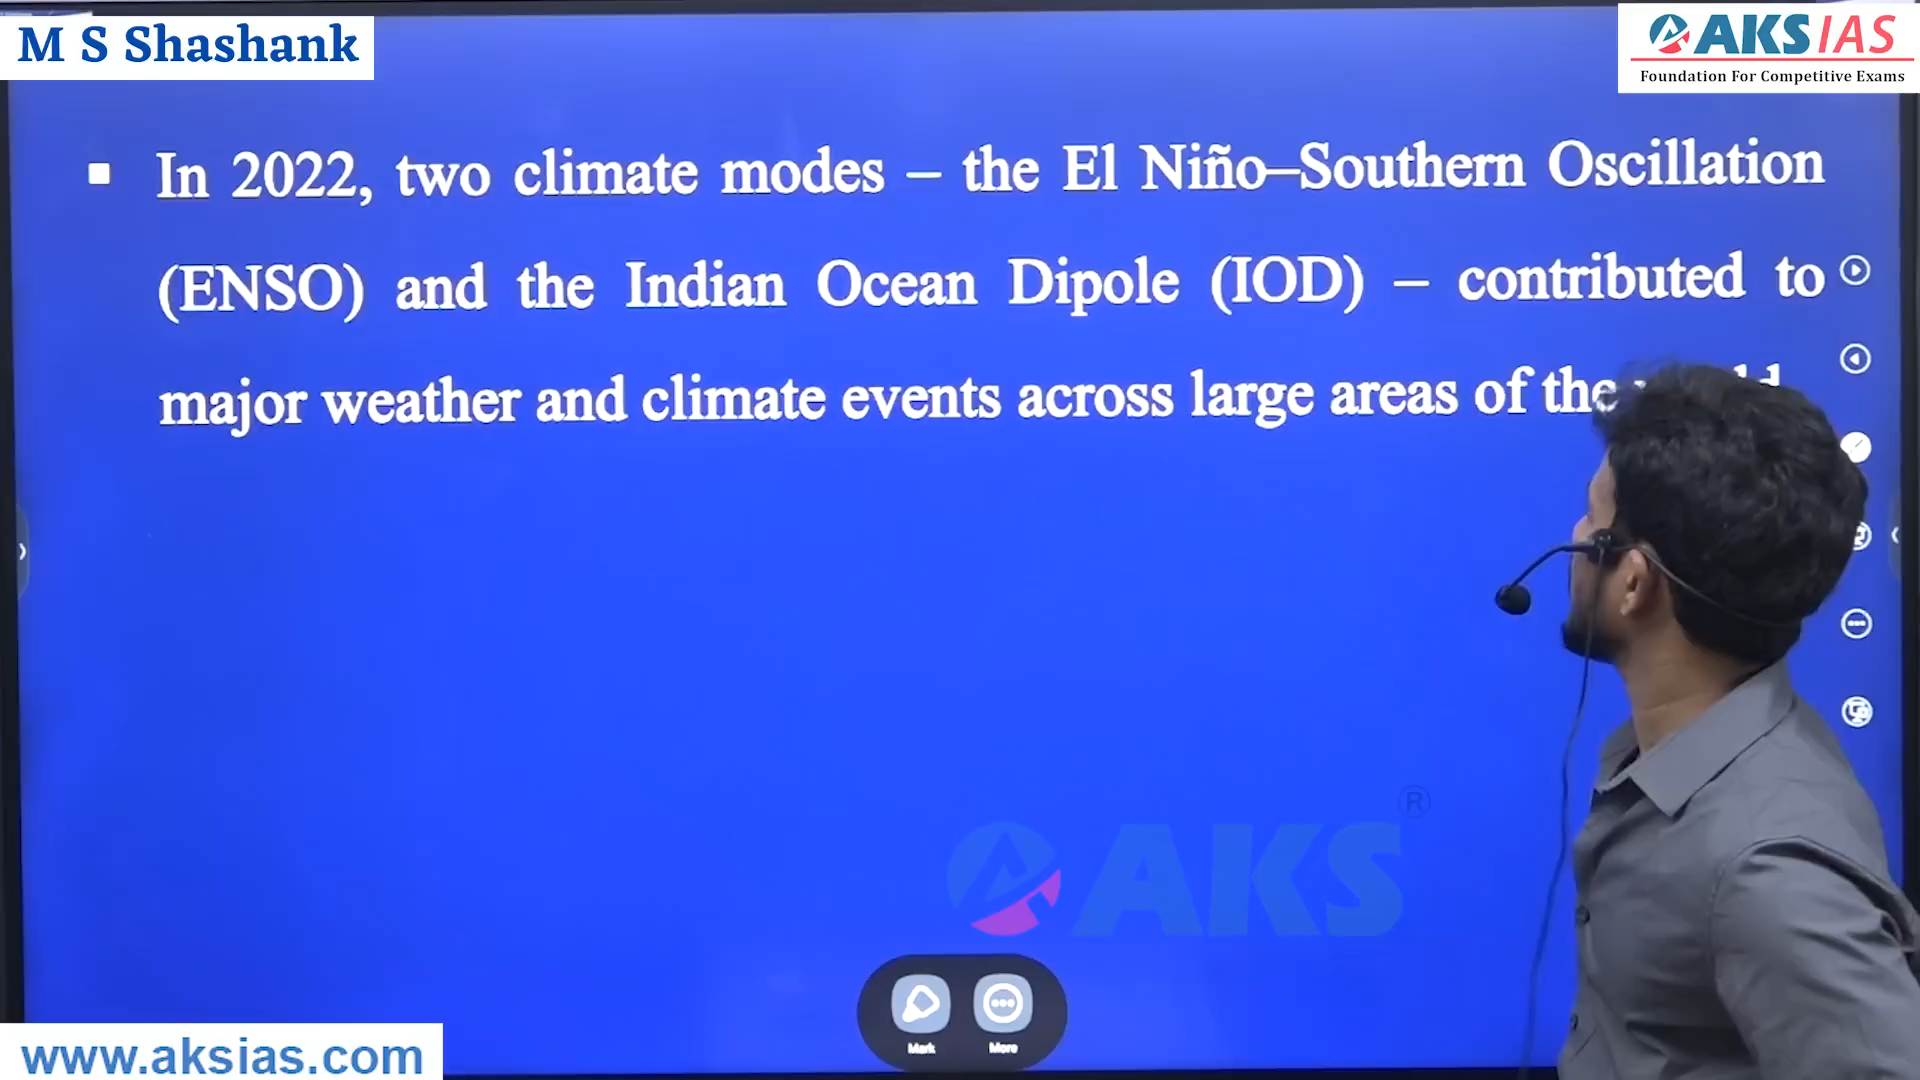 M S Shashank
AKS IAS
Foundation For Competitive Exams
▪ In 2022, two climate modes – the El Niño–Southern Oscillation
(ENSO) and the Indian Ocean Dipole (IOD) – contributed to
major weather and climate events across large areas of the
AKS®
Mark
More
www.aksias.com